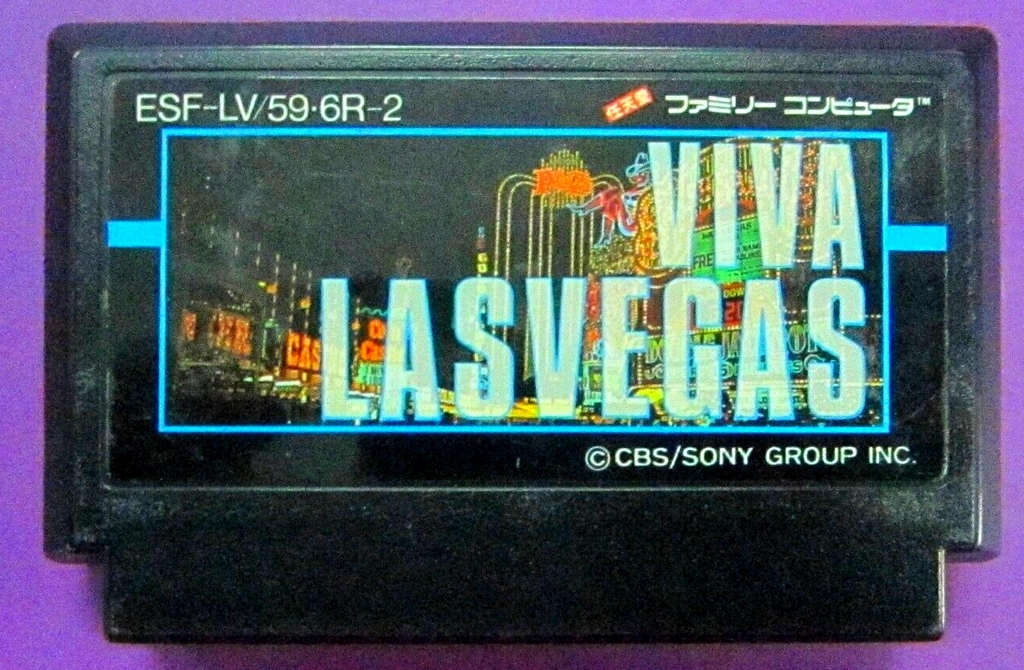 ESF-LV/59·6R-2
任天堂 ファミリー コンピュータ™
VIVA
LASVEGAS
©CBS/SONY GROUP INC.